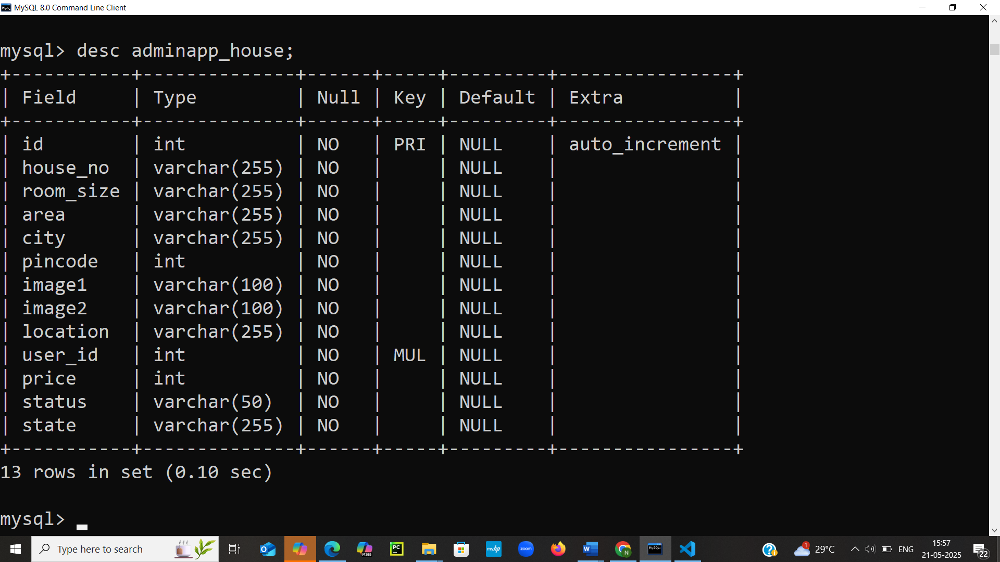 MySQL 8.0 Command Line Client
mysql> desc adminapp_house;
+-----------+--------------+------+-----+---------+----------------+
| Field     | Type         | Null | Key | Default | Extra          |
+-----------+--------------+------+-----+---------+----------------+
| id        | int          | NO   | PRI | NULL    | auto_increment |
| house_no  | varchar(255) | NO   |     | NULL    |                |
| room_size | varchar(255) | NO   |     | NULL    |                |
| area      | varchar(255) | NO   |     | NULL    |                |
| city      | varchar(255) | NO   |     | NULL    |                |
| pincode   | int          | NO   |     | NULL    |                |
| image1    | varchar(100) | NO   |     | NULL    |                |
| image2    | varchar(100) | NO   |     | NULL    |                |
| location  | varchar(255) | NO   |     | NULL    |                |
| user_id   | int          | NO   | MUL | NULL    |                |
| price     | int          | NO   |     | NULL    |                |
| status    | varchar(50)  | NO   |     | NULL    |                |
| state     | varchar(255) | NO   |     | NULL    |                |
+-----------+--------------+------+-----+---------+----------------+
13 rows in set (0.10 sec)
mysql>
Type here to search
O
M365
PC
myhp
zoom
W
N
MySQL
1
29°C
ENG
15:57
21-05-2025
22